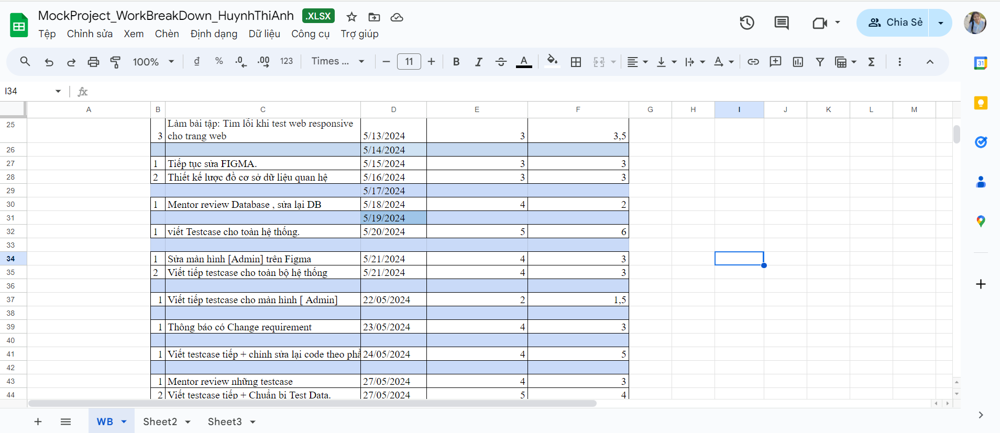 MockProject_WorkBreakDown_HuynhThiAnh .XLSX
Tệp Chỉnh sửa Xem Chèn Định dạng Dữ liệu Công cụ Trợ giúp
Chia Sẻ
100% đ % .0 .00 123 Times ... 11 B I A A Σ
31
I34 fx
A B C D E F G H I J K L M
25 3 Làm bài tập: Tìm lỗi khi test web responsive
cho trang web 5/13/2024 3 3,5
26 5/14/2024
27 1 Tiếp tục sửa FIGMA. 5/15/2024 3 3
28 2 Thiết kế lược đồ cơ sở dữ liệu quan hệ 5/16/2024 3 3
29 5/17/2024
30 1 Mentor review Database , sửa lại DB 5/18/2024 4 2
31 5/19/2024
32 1 viết Testcase cho toàn hệ thống. 5/20/2024 5 6
33
34 1 Sửa màn hình [Admin] trên Figma 5/21/2024 4 3
35 2 Viết tiếp testcase cho toàn bộ hệ thống 5/21/2024 4 3
36
37 1 Viết tiếp testcase cho màn hình [ Admin] 22/05/2024 2 1,5
38
39 1 Thông báo có Change requirement 23/05/2024 4 3
40
41 1 Viết testcase tiếp + chỉnh sửa lại code theo phầ 24/05/2024 4 5
42
43 1 Mentor review những testcase 27/05/2024 4 3
44 2 Viết testcase tiếp + Chuẩn bị Test Data. 27/05/2024 5 4
WB Sheet2 Sheet3